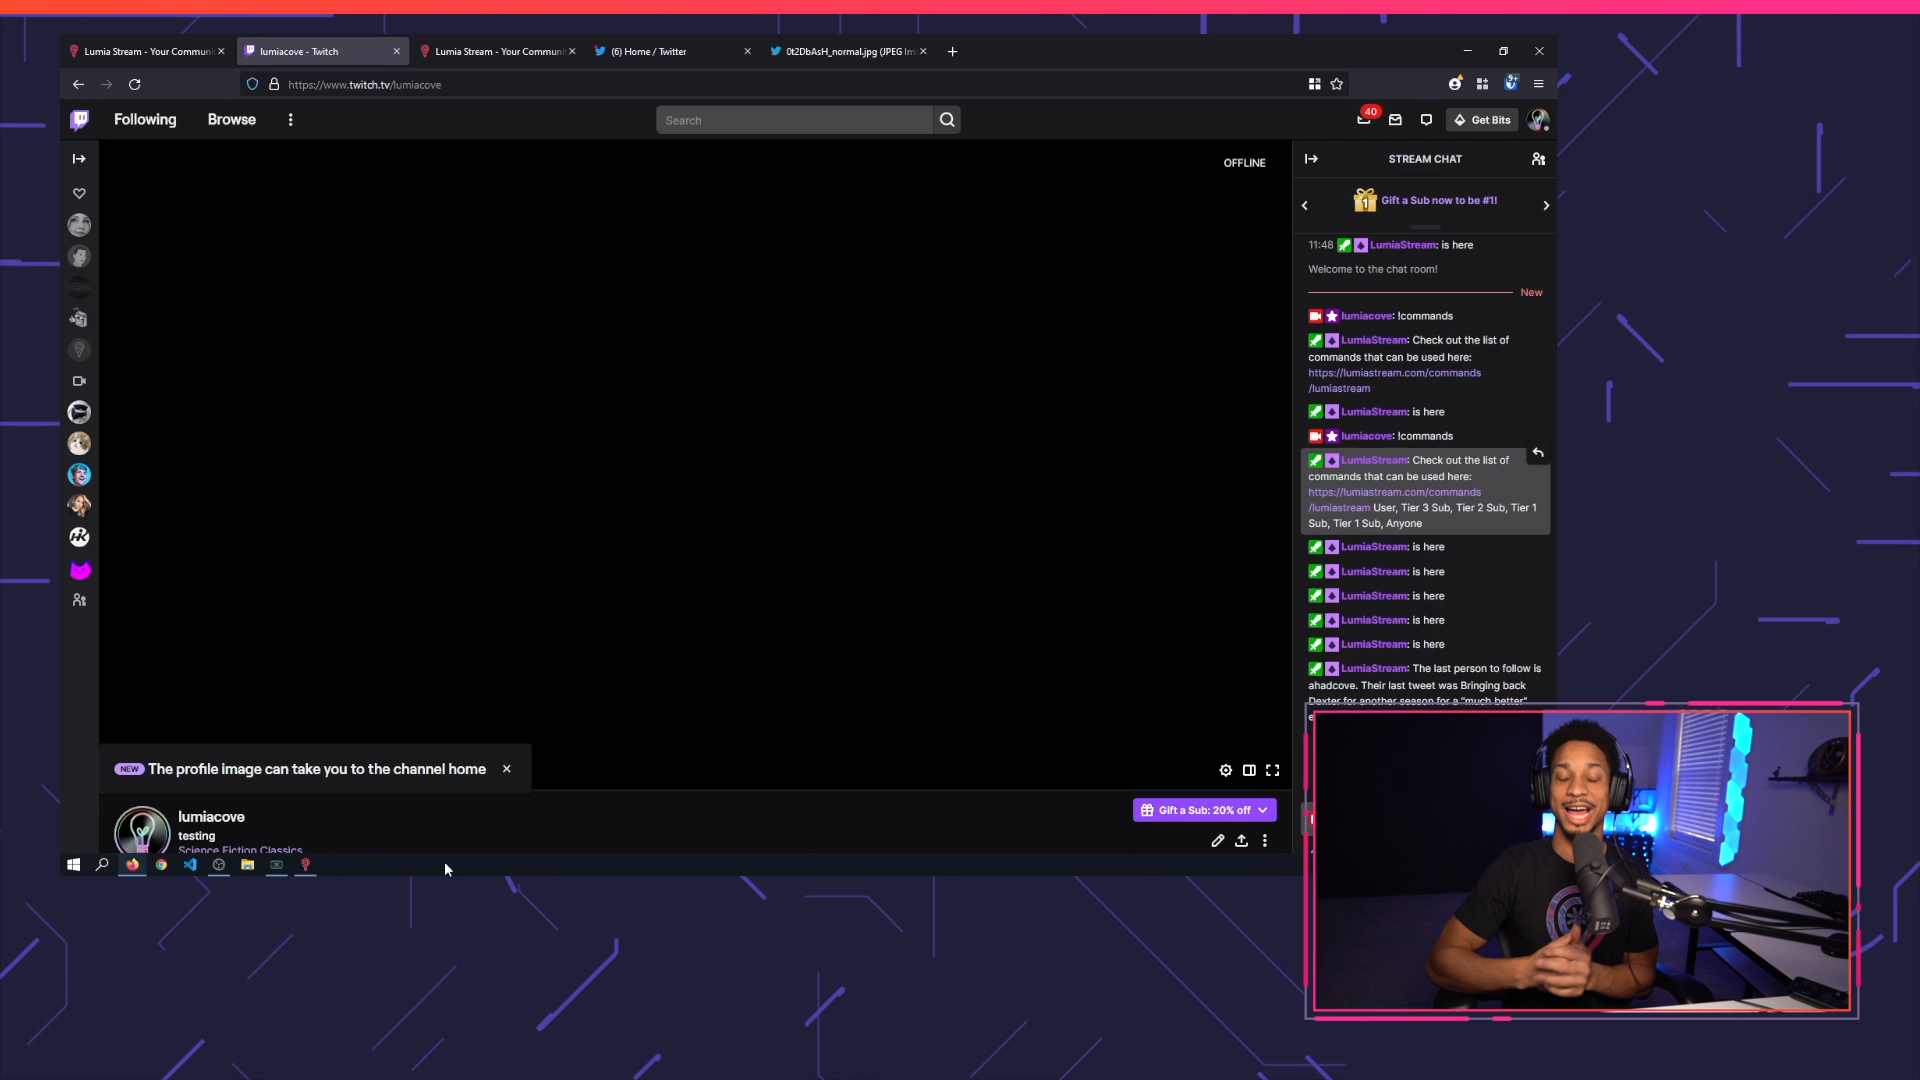 Lumia Stream - Your Communi
lumiacove - Twitch
Lumia Stream - Your Communi
(6) Home / Twitter
0t2DbAsH_normal.jpg (JPEG Im
https://www.twitch.tv/lumiacove
9+
Following
Browse
Search
40
Get Bits
OFFLINE
STREAM CHAT
1
Gift a Sub now to be #1!
11:48 LumiaStream: is here
Welcome to the chat room!
New
lumiacove: !commands
LumiaStream: Check out the list of
commands that can be used here:
https://lumiastream.com/commands
/lumiastream
LumiaStream: is here
lumiacove: !commands
LumiaStream: Check out the list of
commands that can be used here:
https://lumiastream.com/commands
/lumiastream User, Tier 3 Sub, Tier 2 Sub, Tier 1
Sub, Tier 1 Sub, Anyone
LumiaStream: is here
LumiaStream: is here
LumiaStream: is here
LumiaStream: is here
LumiaStream: is here
LumiaStream: The last person to follow is
ahadcove. Their last tweet was Bringing back
Dexter for another season for a "much better"
NEW The profile image can take you to the channel home
lumiacove
testing
Science Fiction Classics
Gift a Sub: 20% off